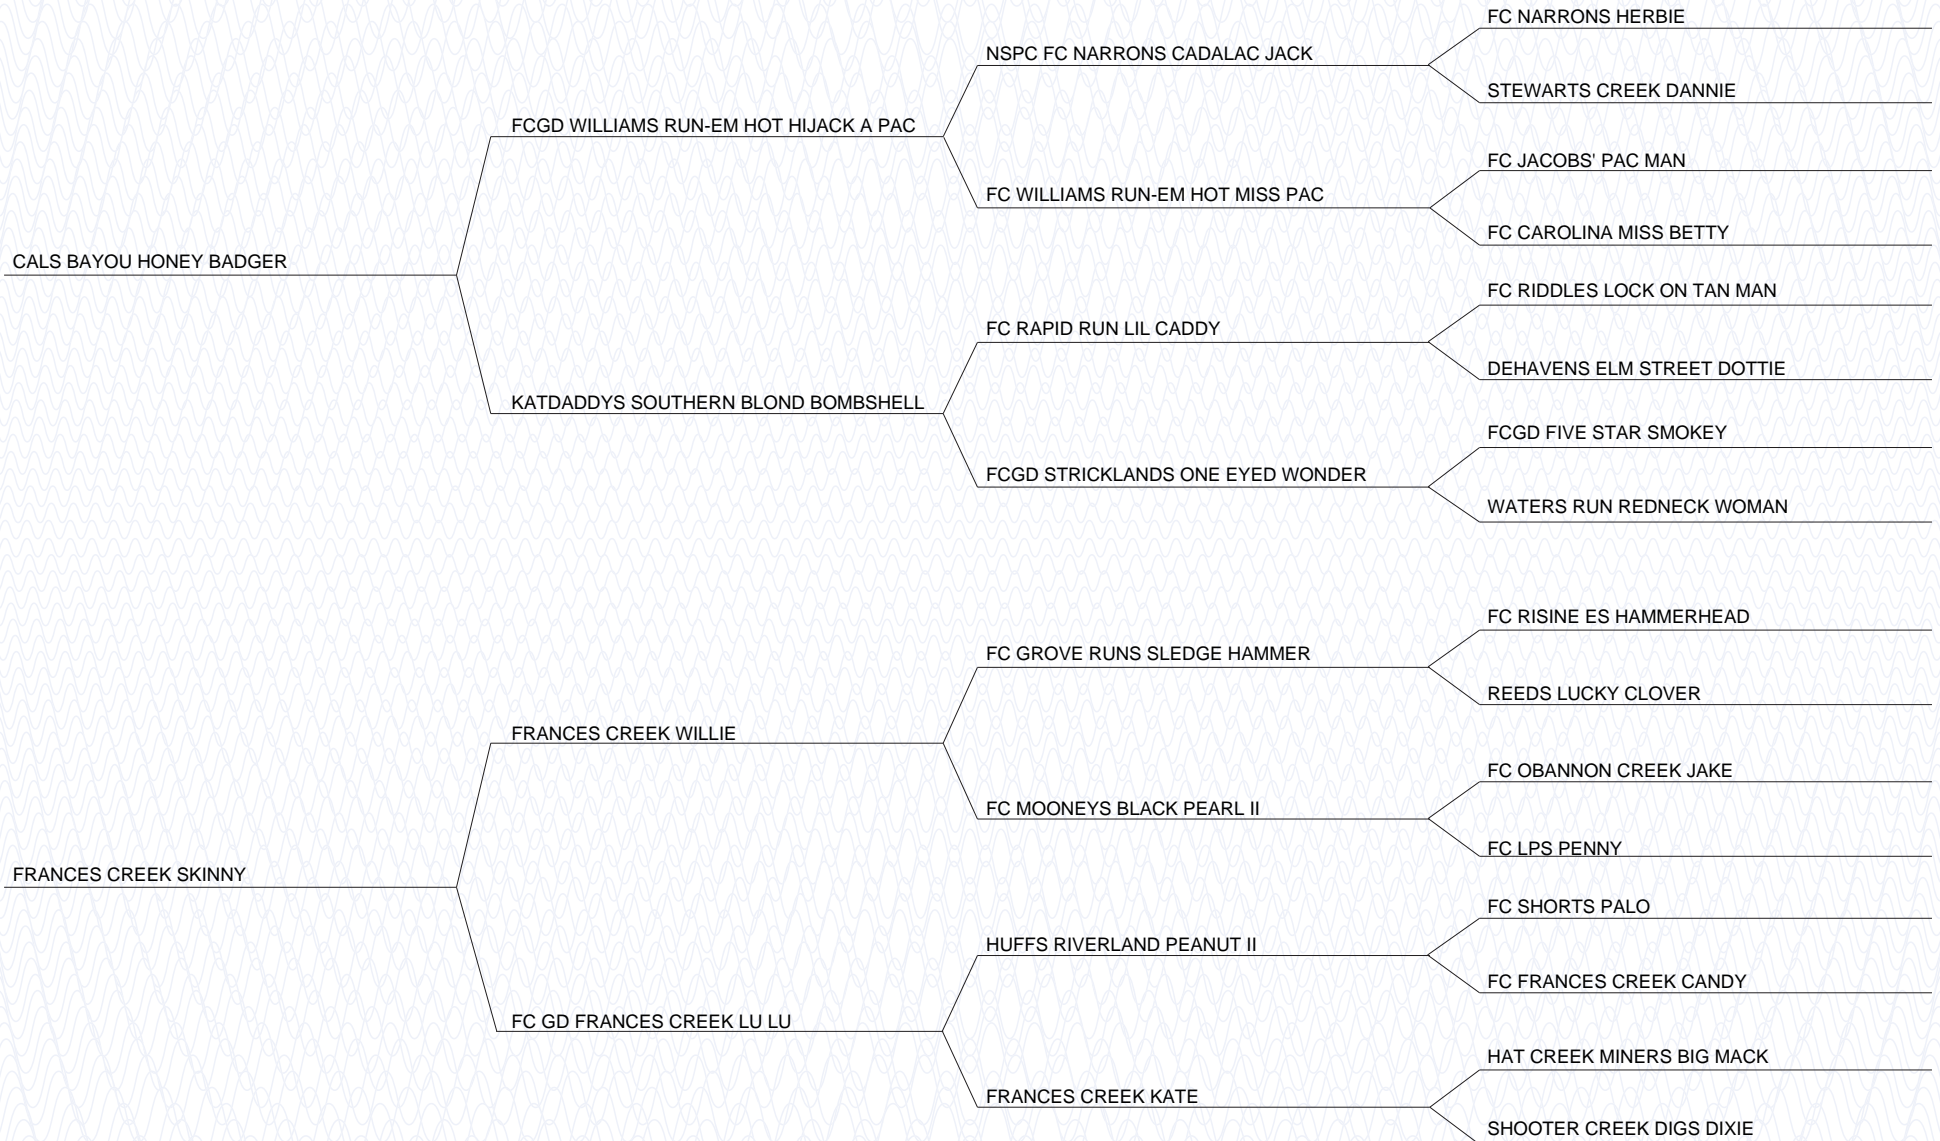 FC NARRONS HERBIE
NSPC FC NARRONS CADALAC JACK
STEWARTS CREEK DANNIE
FCGD WILLIAMS RUN-EM HOT HIJACK A PAC
FC JACOBS' PAC MAN
FC WILLIAMS RUN-EM HOT MISS PAC
FC CAROLINA MISS BETTY
CALS BAYOU HONEY BADGER
FC RIDDLES LOCK ON TAN MAN
FC RAPID RUN LIL CADDY
DEHAVENS ELM STREET DOTTIE
KATDADDYS SOUTHERN BLOND BOMBSHELL
FCGD FIVE STAR SMOKEY
FCGD STRICKLANDS ONE EYED WONDER
WATERS RUN REDNECK WOMAN
FC RISINE ES HAMMERHEAD
FC GROVE RUNS SLEDGE HAMMER
REEDS LUCKY CLOVER
FRANCES CREEK WILLIE
FC OBANNON CREEK JAKE
FC MOONEYS BLACK PEARL II
FC LPS PENNY
FRANCES CREEK SKINNY
FC SHORTS PALO
HUFFS RIVERLAND PEANUT II
FC FRANCES CREEK CANDY
FC GD FRANCES CREEK LU LU
HAT CREEK MINERS BIG MACK
FRANCES CREEK KATE
SHOOTER CREEK DIGS DIXIE